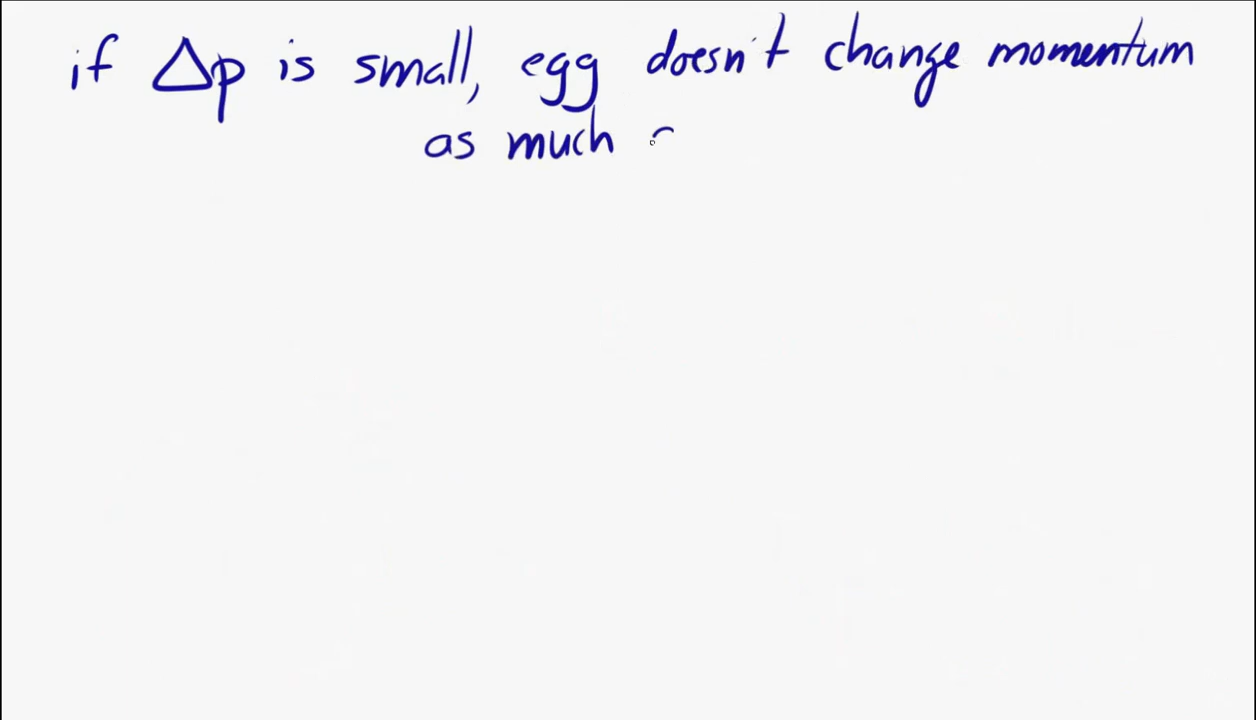 if Δp is small, egg doesn't change momentum
as much